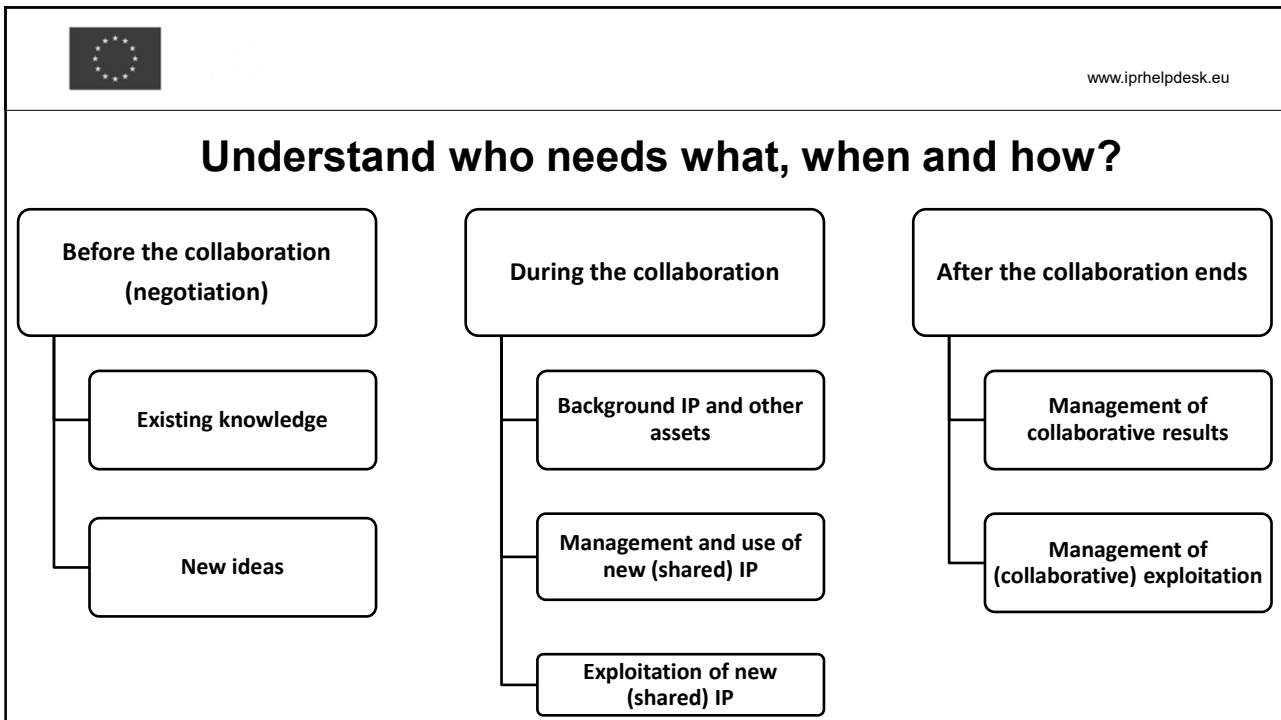 www.iprhelpdesk.eu
Understand who needs what, when and how?
Before the collaboration
(negotiation)
Existing knowledge
New ideas
During the collaboration
Background IP and other
assets
Management and use of
new (shared) IP
Exploitation of new
(shared) IP
After the collaboration ends
Management of
collaborative results
Management of
(collaborative) exploitation